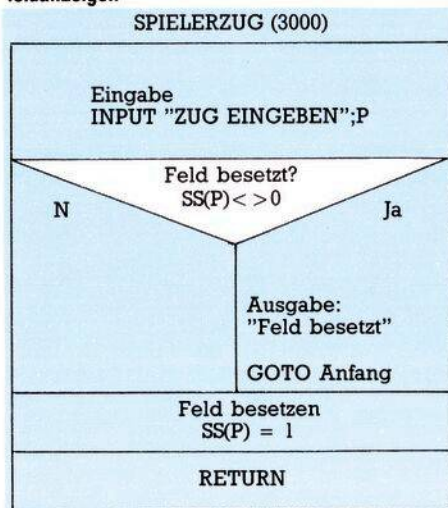 SPIELERZUG (3000)
Eingabe
INPUT "ZUG EINGEBEN";P
Feld besetzt?
SS(P)< >0
N
Ja
Ausgabe:
"Feld besetzt"
GOTO Anfang
Feld besetzen
SS(P) = 1
RETURN